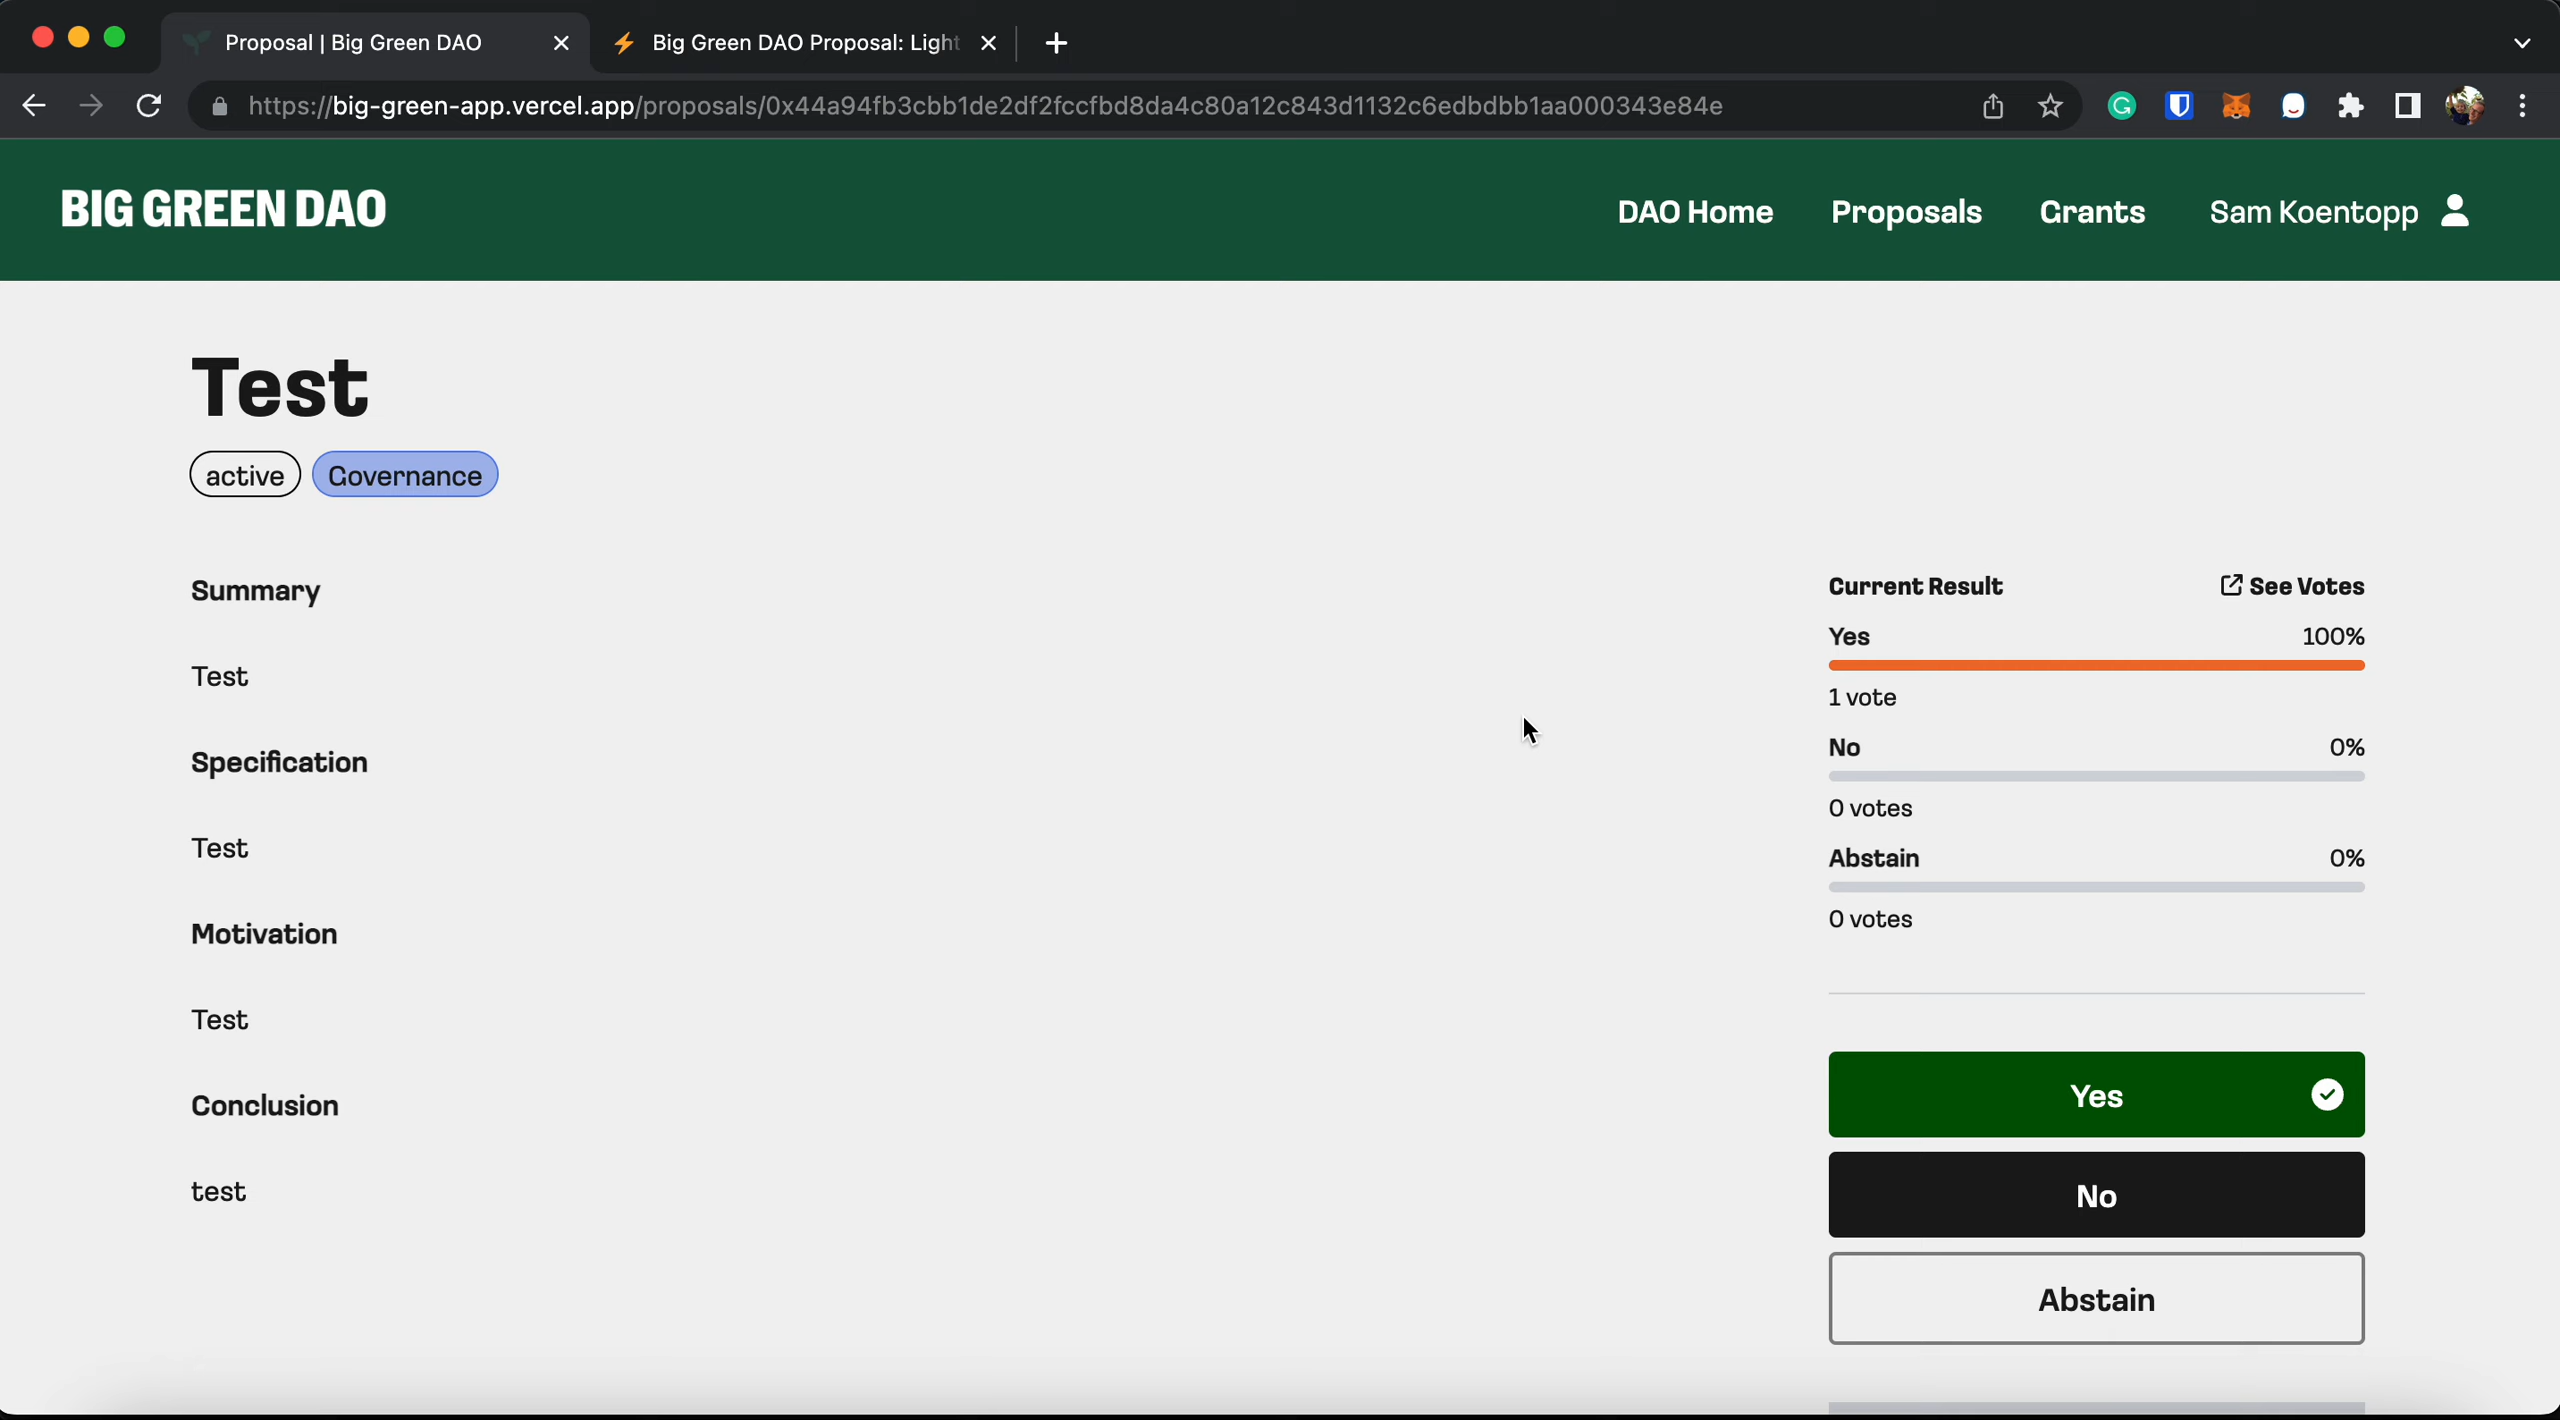 Proposal | Big Green DAO
Big Green DAO Proposal: Light
https://big-green-app.vercel.app/proposals/0x44a94fb3cbb1de2df2fccfbd8da4c80a12c843d1132c6edbdbb1aa000343e84e
BIG GREEN DAO
DAO Home
Proposals
Grants
Sam Koentopp
Test
active
Governance
Summary
Test
Specification
Test
Motivation
Test
Conclusion
test
Current Result
See Votes
Yes
100%
1 vote
No
0%
0 votes
Abstain
0%
0 votes
Yes
No
Abstain